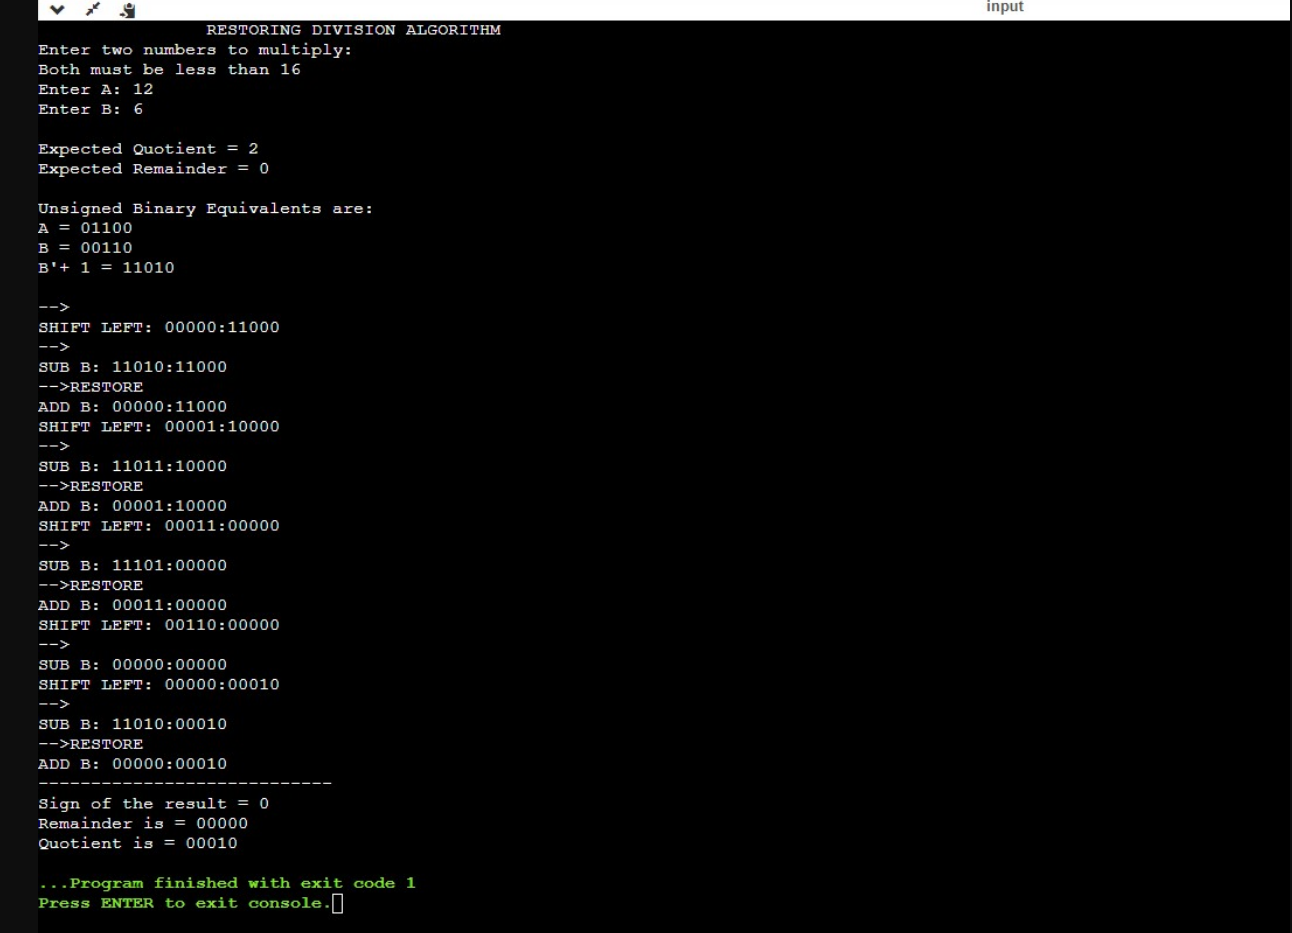 input
RESTORING DIVISION ALGORITHM
Enter two numbers to multiply:
Both must be less than 16
Enter A: 12
Enter B: 6
Expected Quotient = 2
Expected Remainder = 0
Unsigned Binary Equivalents are:
A = 01100
B = 00110
B'+ 1 = 11010
-->
SHIFT LEFT: 00000:11000
-->
SUB B: 11010:11000
-->RESTORE
ADD B: 00000:11000
SHIFT LEFT: 00001:10000
-->
SUB B: 11011:10000
-->RESTORE
ADD B: 00001:10000
SHIFT LEFT: 00011:00000
-->
SUB B: 11101:00000
-->RESTORE
ADD B: 00011:00000
SHIFT LEFT: 00110:00000
-->
SUB B: 00000:00000
SHIFT LEFT: 00000:00010
-->
SUB B: 11010:00010
-->RESTORE
ADD B: 00000:00010
----------------------------
Sign of the result = 0
Remainder is = 00000
Quotient is = 00010
...Program finished with exit code 1
Press ENTER to exit console.